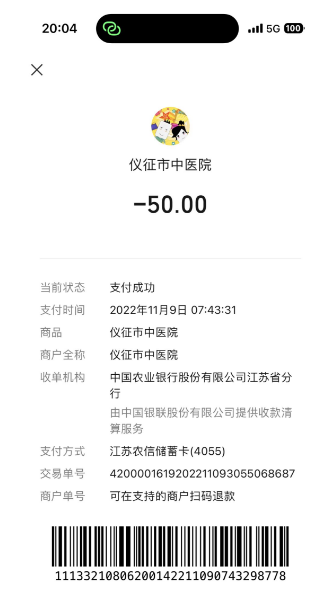 20:04
5G 100
仪征市中医院
-50.00
当前状态 支付成功
支付时间 2022年11月9日 07:43:31
商品 仪征市中医院
商户全称 仪征市中医院
收单机构 中国农业银行股份有限公司江苏省分
行
由中国银联股份有限公司提供收款清
算服务
支付方式 江苏农信储蓄卡(4055)
交易单号 4200001619202211093055068687
商户单号 可在支持的商户扫码退款
11133210806200142211090743298778